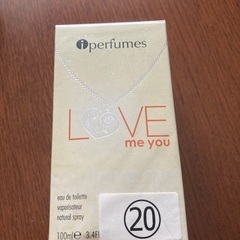 iperfumes
LOVE
me you
eau de toilette
vaporisateur
natural spray
100ml e 3.4Fl
20